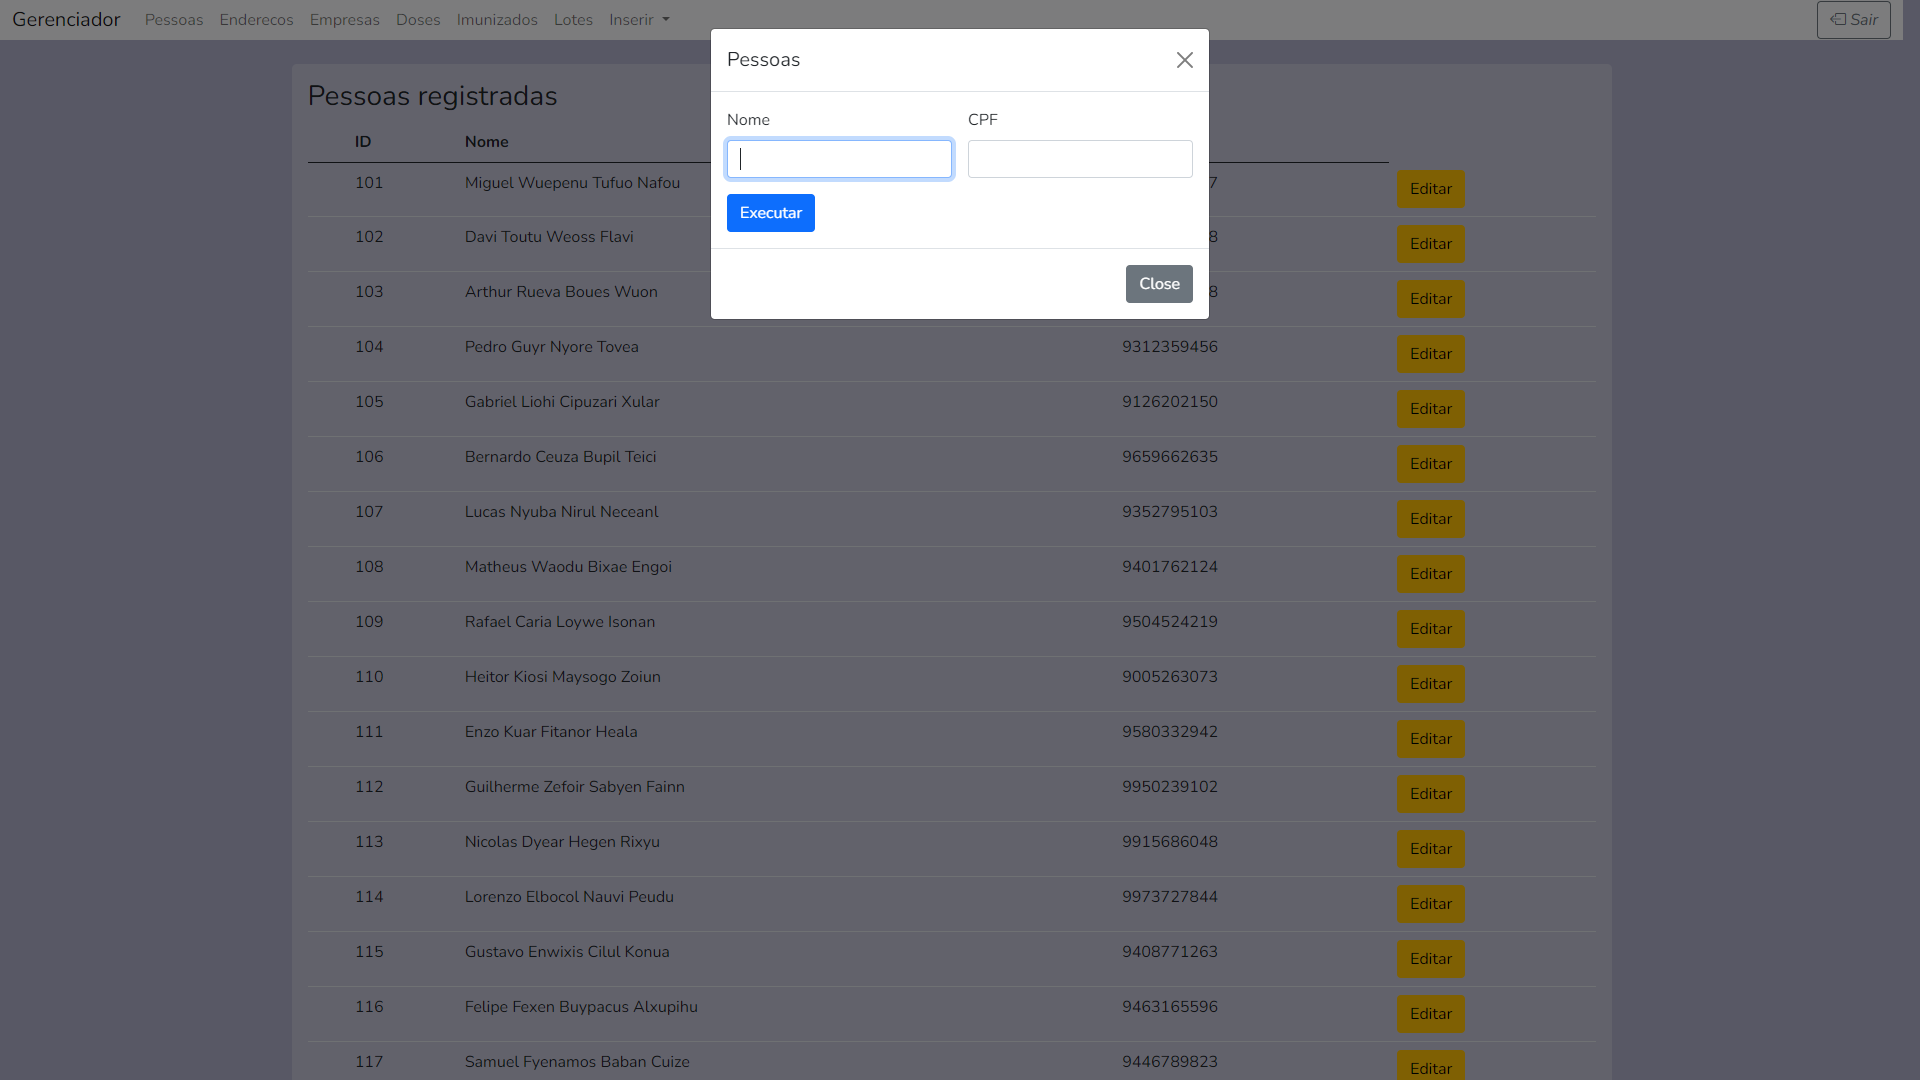 Gerenciador Pessoas Enderecos Empresas Doses Imunizados Lotes Inserir Sair
Pessoas
Nome CPF
Executar
Close
Pessoas registradas
ID Nome
101 Miguel Wuepenu Tufuo Nafou 7 Editar
102 Davi Toutu Weoss Flavi 8 Editar
103 Arthur Rueva Boues Wuon 8 Editar
104 Pedro Guyr Nyore Tovea 9312359456 Editar
105 Gabriel Liohi Cipuzari Xular 9126202150 Editar
106 Bernardo Ceuza Bupil Teici 9659662635 Editar
107 Lucas Nyuba Nirul Neceanl 9352795103 Editar
108 Matheus Waodu Bixae Engoi 9401762124 Editar
109 Rafael Caria Loywe Isonan 9504524219 Editar
110 Heitor Kiosi Maysogo Zoiun 9005263073 Editar
111 Enzo Kuar Fitanor Heala 9580332942 Editar
112 Guilherme Zefoir Sabyen Fainn 9950239102 Editar
113 Nicolas Dyear Hegen Rixyu 9915686048 Editar
114 Lorenzo Elbocol Nauvi Peudu 9973727844 Editar
115 Gustavo Enwixis Cilul Konua 9408771263 Editar
116 Felipe Fexen Buypacus Alxupihu 9463165596 Editar
117 Samuel Fyenamos Baban Cuize 9446789823 Editar